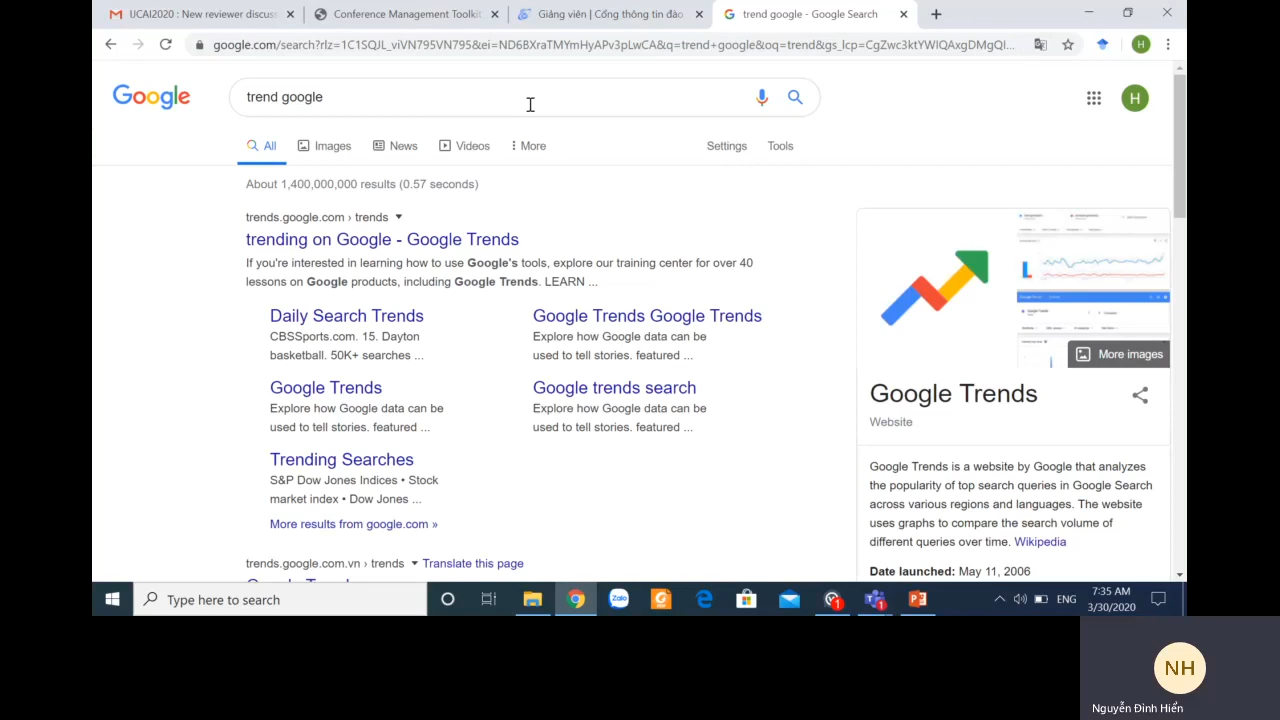 IJCAI2020 : New reviewer discuss
Conference Management Toolkit
Giảng viên | Cổng thông tin đào
trend google - Google Search
google.com/search?rlz=1C1SQJL_viVN795VN795&ei=ND6BXraTMYmHyAPv3pLwCA&q=trend+google&oq=trend&gs_lcp=CgZwc3ktYWIQAxgDMgQI...
H
Google
trend google
H
All
Images
News
Videos
More
Settings
Tools
About 1,400,000,000 results (0.57 seconds)
trends.google.com › trends
trending on Google - Google Trends
If you're interested in learning how to use Google's tools, explore our training center for over 40
lessons on Google products, including Google Trends. LEARN ...
Daily Search Trends
CBSSports.com. 15. Dayton
basketball. 50K+ searches ...
Google Trends Google Trends
Explore how Google data can be
used to tell stories. featured ...
Google Trends
Explore how Google data can be
used to tell stories. featured ...
Google trends search
Explore how Google data can be
used to tell stories. featured ...
Trending Searches
S&P Dow Jones Indices • Stock
market index • Dow Jones ...
More results from google.com »
trends.google.com.vn › trends
Translate this page
More images
Google Trends
Website
Google Trends is a website by Google that analyzes
the popularity of top search queries in Google Search
across various regions and languages. The website
uses graphs to compare the search volume of
different queries over time. Wikipedia
Date launched: May 11, 2006
Type here to search
Zalo
1
1
ENG
7:35 AM
3/30/2020
NH
Nguyễn Đình Hiển